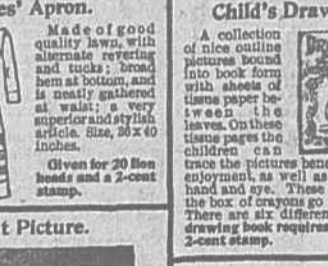 es' Apron.
Made of good
quality lawn, with
alternate revering
and tucks; broad
hem at bottom, and
is neatly gathered
at waist; a very
superior and stylish
article. Size, 36x40
inches.
Given for 20 lion
heads and a 2-cent
stamp.
t Picture.
Child's Draw
A collection
of nice outline
pictures bound
into book form
with sheets of
tissue paper be-
tween the
leaves. On these
tissue pages the
children can
trace the pictures bene
enjoyment, as well as
hand and eye. These
the box of crayons go
There are six differen
drawing book requires
2-cent stamp.